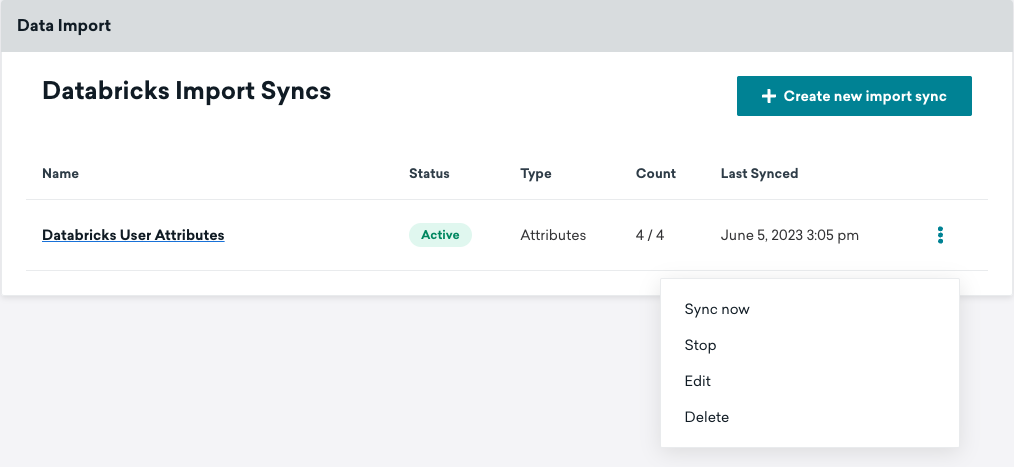 Data Import
Databricks Import Syncs
+ Create new import sync
Name Status Type Count Last Synced
Databricks User Attributes Active Attributes 4 / 4 June 5, 2023 3:05 pm
Sync now
Stop
Edit
Delete